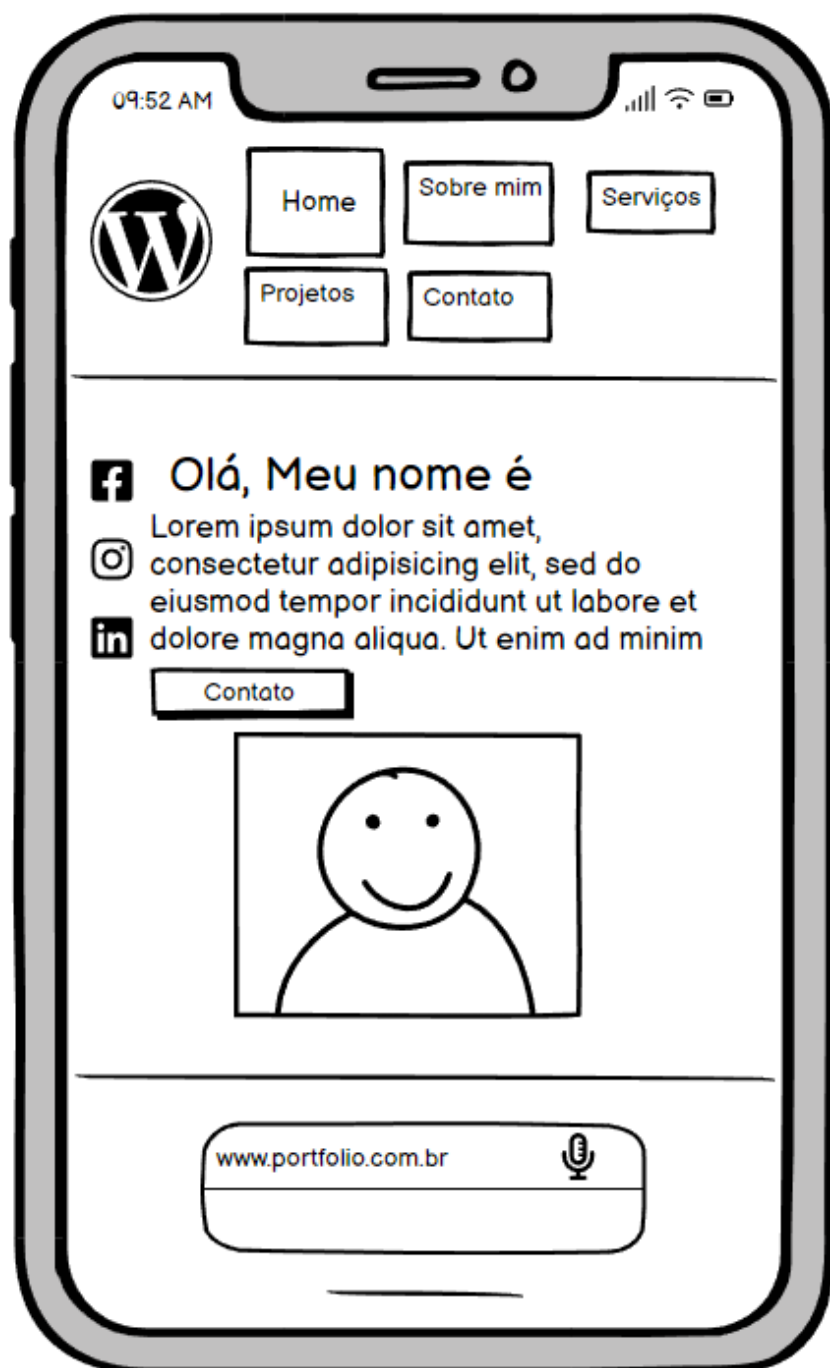 09:52 AM
Home
Sobre mim
Serviços
Projetos
Contato
Olá, Meu nome é
Lorem ipsum dolor sit amet,
consectetur adipisicing elit, sed do
eiusmod tempor incididunt ut labore et
dolore magna aliqua. Ut enim ad minim
Contato
www.portfolio.com.br